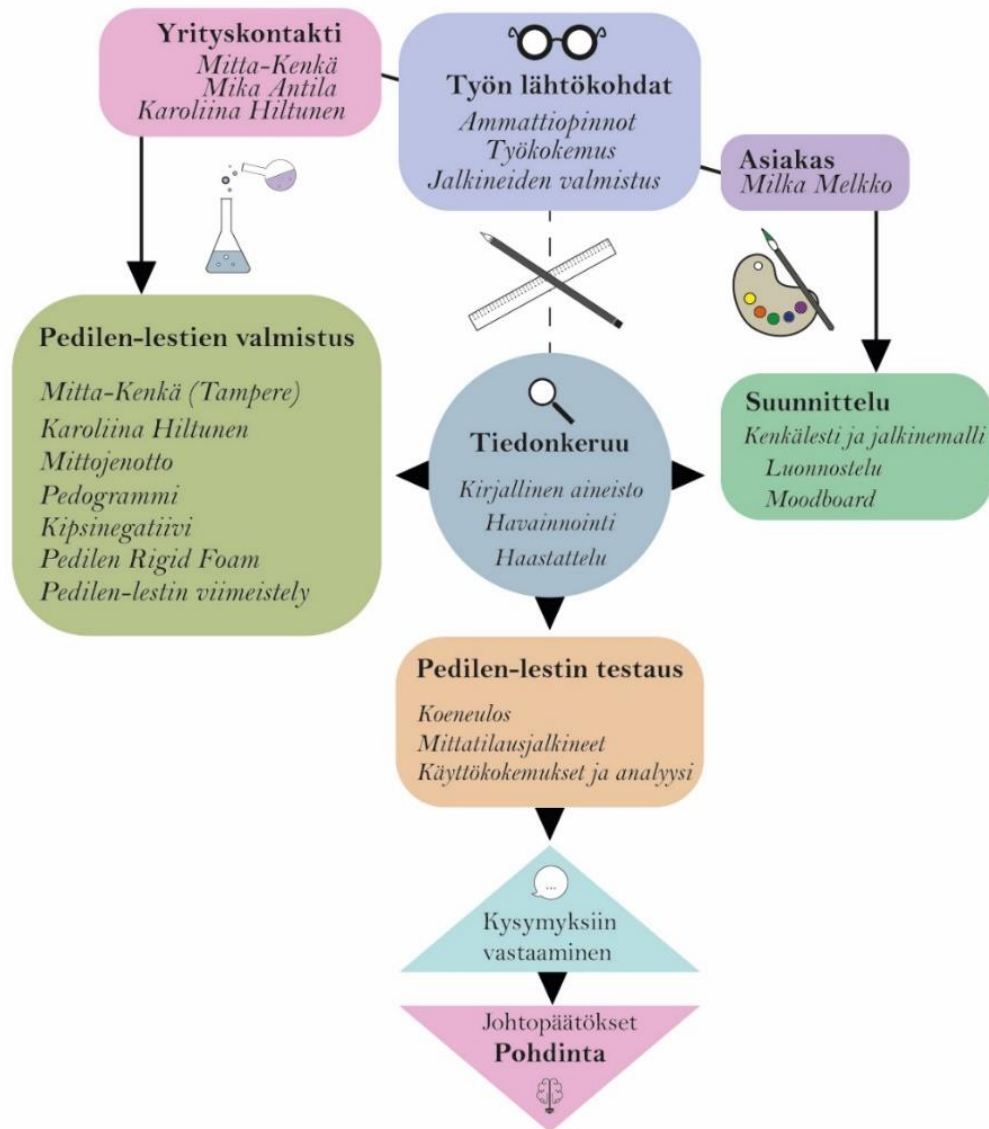 Yrityskontakti
Mitta-Kenkä
Mika Antila
Karoliina Hiltunen
Työn lähtökohdat
Ammattiopinnot
Työkokemus
Jalkineiden valmistus
Asiakas
Milka Melkko
Pedilen-lestien valmistus
Mitta-Kenkä (Tampere)
Karoliina Hiltunen
Mittojenotto
Pedogrammi
Kipsinegatiivi
Pedilen Rigid Foam
Pedilen-lestin viimeistely
Tiedonkeruu
Kirjallinen aineisto
Havainnointi
Haastattelu
Suunnittelu
Kenkälesti ja jalkinemalli
Luonnostelu
Moodboard
Pedilen-lestin testaus
Koeneulos
Mittatilausjalkineet
Käyttökokemukset ja analyysi
...
Kysymyksiin
vastaaminen
Johtopäätökset
Pohdinta